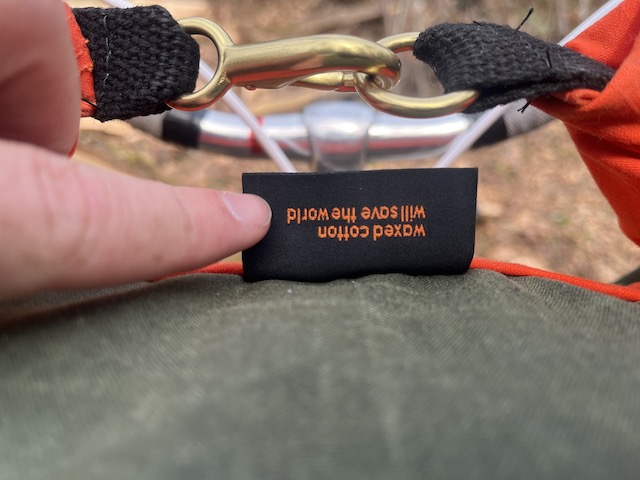 waxed cotton
will save the world